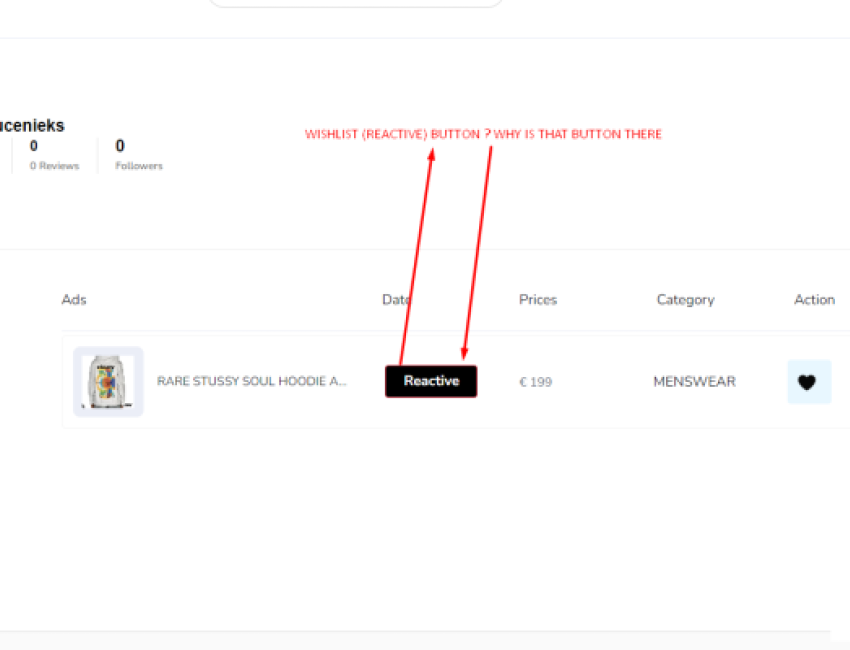 ucenieks
WISHLIST (REACTIVE) BUTTON ? WHY IS THAT BUTTON THERE
0 0
0 Reviews Followers
Ads Date Prices Category Action
RARE STUSSY SOUL HOODIE A... Reactive € 199 MENSWEAR